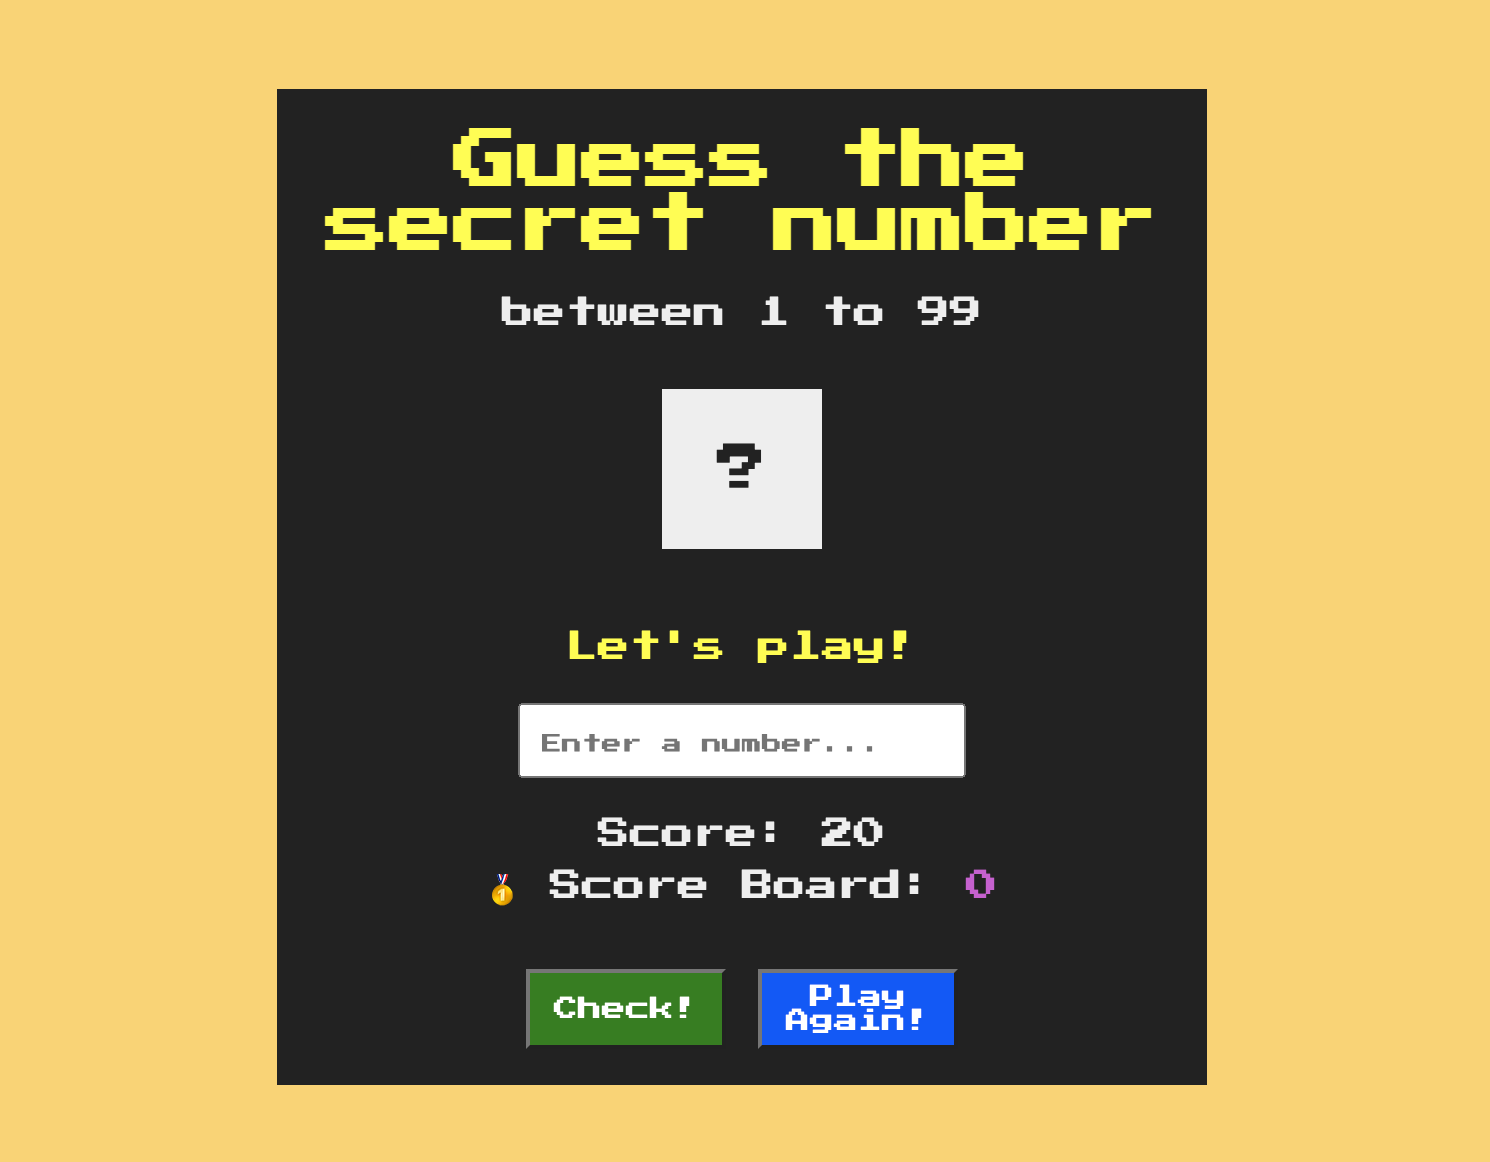 Guess the
secret number
between 1 to 99
?
Let's play!
Enter a number...
Score: 20
🥇 Score Board: 0
Check!
Play
Again!